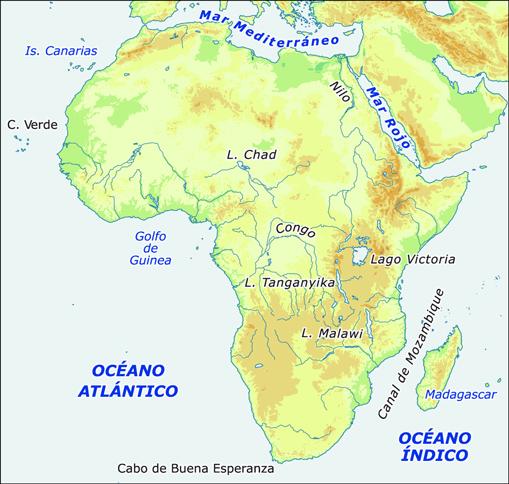 Mar Mediterráneo
Is. Canarias
Nilo
Mar Rojo
C. Verde
L. Chad
Golfo
de
Guinea
Congo
Lago Victoria
L. Tanganyika
L. Malawi
Canal de Mozambique
OCÉANO
ATLÁNTICO
Madagascar
OCÉANO
ÍNDICO
Cabo de Buena Esperanza